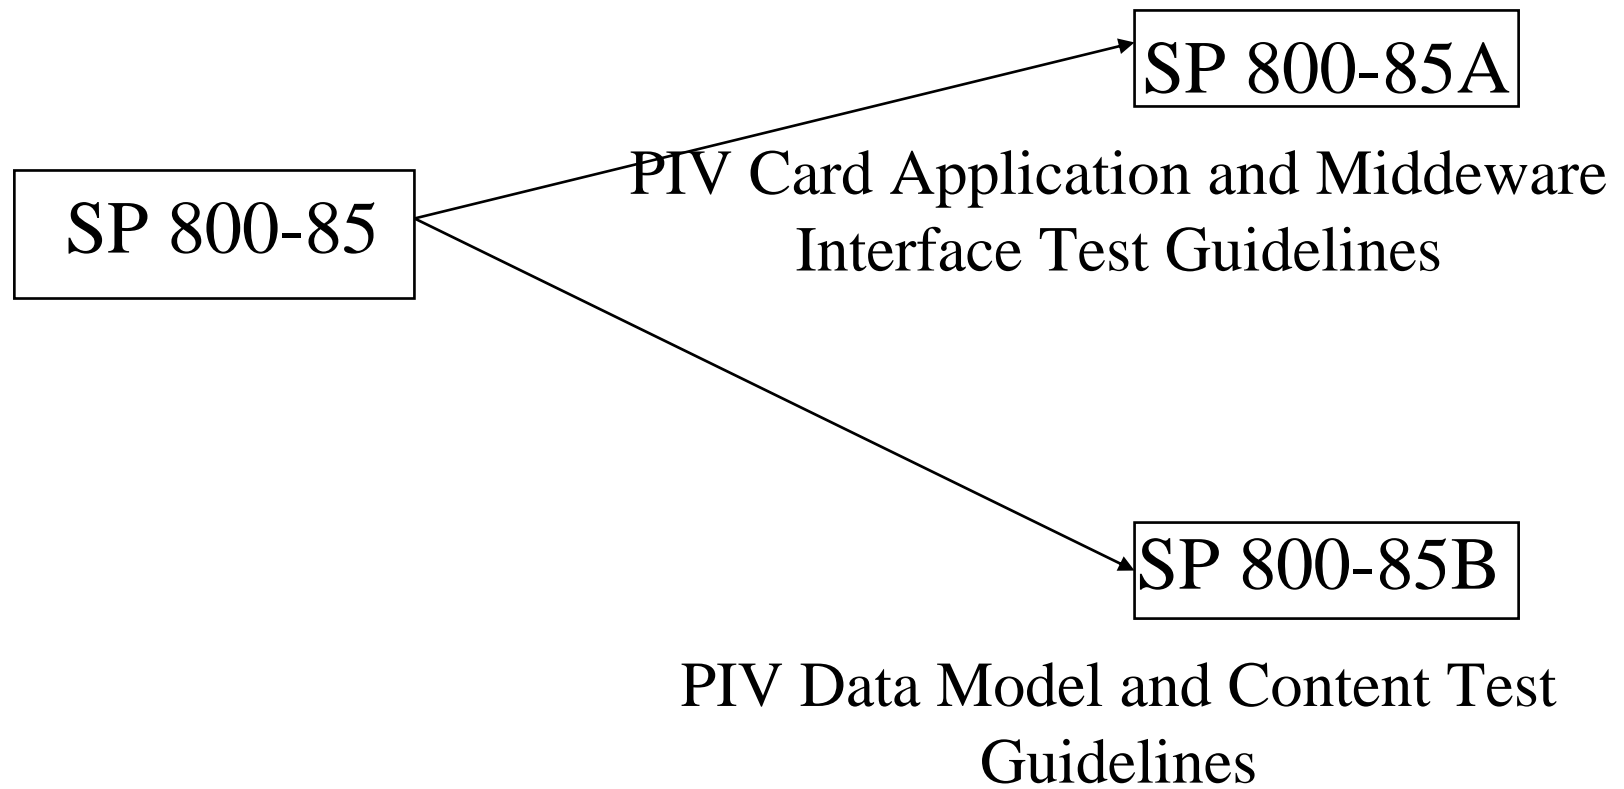 SP 800-85A
PIV Card Application and Middeware
Interface Test Guidelines
SP 800-85
SP 800-85B
PIV Data Model and Content Test
Guidelines